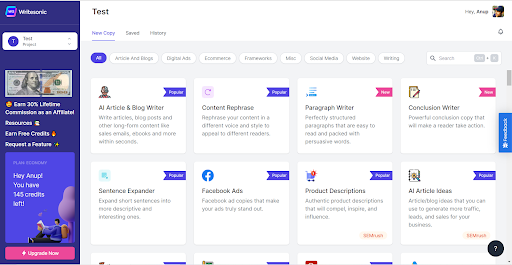 WS Writesonic
T Test
Project
🤩 Earn 30% Lifetime
Commission as an Affiliate!
Resources
Earn Free Credits 🔥
Request a Feature ✨
PLAN: ECONOMY
Hey Anup!
You have
145 credits
left!
Upgrade Now
Test
Hey, Anup
New Copy Saved History
All Article And Blogs Digital Ads Ecommerce Frameworks Misc Social Media Website Writing Search
Popular
AI Article & Blog Writer
Write articles, blog posts and
other long-form content like
sales emails, ebooks and more
within seconds.
Popular
Content Rephrase
Rephrase your content in a
different voice and style to
appeal to different readers.
New
Paragraph Writer
Perfectly structured
paragraphs that are easy to
read and packed with
persuasive words.
New
Conclusion Writer
Powerful conclusion copy that
will make a reader take action.
Popular
Sentence Expander
Expand short sentences into
more descriptive and
interesting ones.
Popular
Facebook Ads
Facebook ad copies that make
your ads truly stand out.
Popular
Product Descriptions
Authentic product descriptions
that will compel, inspire, and
influence.
SEMrush
Popular
AI Article Ideas
Article/blog ideas that you
can use to generate more traffic,
leads, and sales for your
business.
SEMrush
Feedback
?